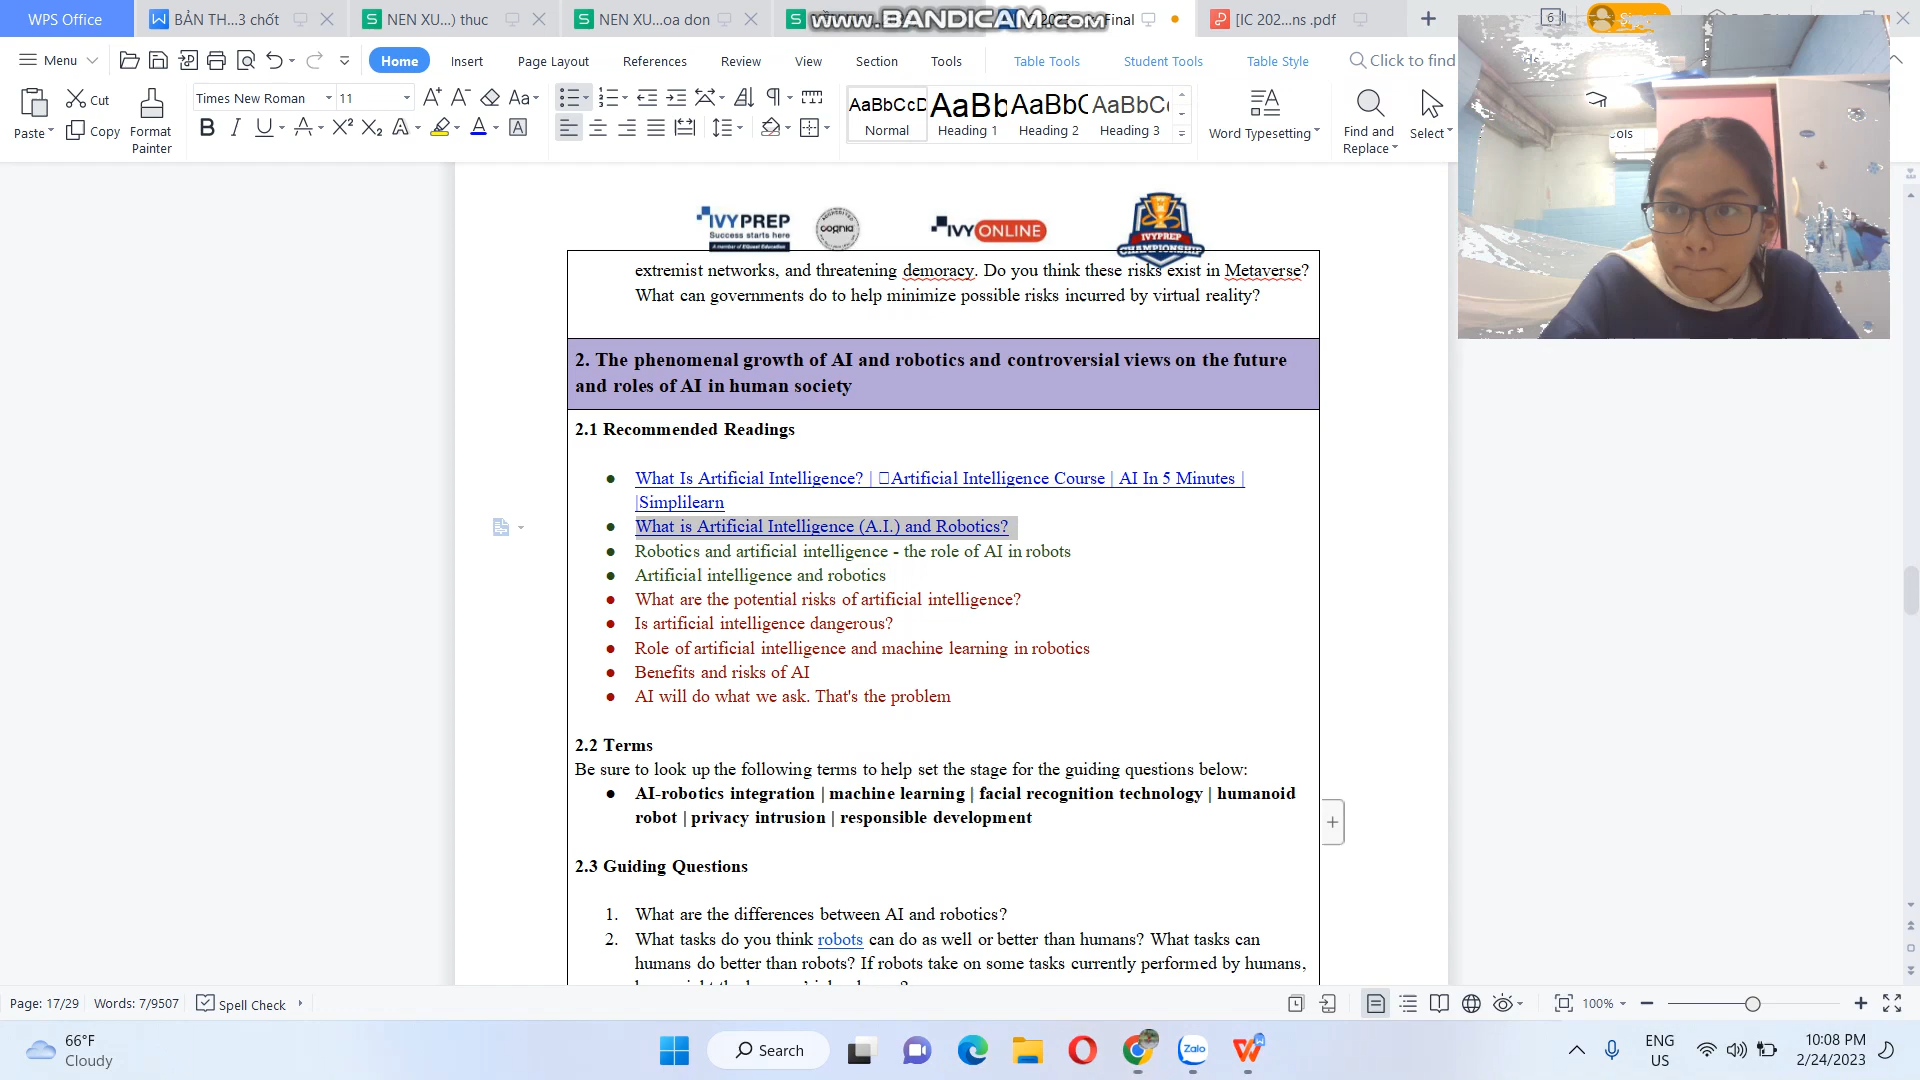 WPS Office
BẢN TH...3 chốt
NEN XU...) thuc
NEN XU...oa don
www.BANDICAM.com
Final
[IC 202...ns .pdf
6
Menu
Home
Insert
Page Layout
References
Review
View
Section
Tools
Table Tools
Student Tools
Table Style
Click to find
Paste
Cut
Copy
Format Painter
Times New Roman
11
AaBbCcD
Normal
AaBb
Heading 1
AaBbC
Heading 2
AaBbC
Heading 3
Word Typesetting
Find and Replace
Select
IVYPREP
Success starts here
A member of EQuest Education
ACCREDITED
cognia
IVY ONLINE
IVYPREP
CHAMPIONSHIP
extremist networks, and threatening demoracy. Do you think these risks exist in Metaverse?
What can governments do to help minimize possible risks incurred by virtual reality?
2. The phenomenal growth of AI and robotics and controversial views on the future
and roles of AI in human society
2.1 Recommended Readings
● What Is Artificial Intelligence? | □Artificial Intelligence Course | AI In 5 Minutes |
|Simplilearn
● What is Artificial Intelligence (A.I.) and Robotics?
● Robotics and artificial intelligence - the role of AI in robots
● Artificial intelligence and robotics
● What are the potential risks of artificial intelligence?
● Is artificial intelligence dangerous?
● Role of artificial intelligence and machine learning in robotics
● Benefits and risks of AI
● AI will do what we ask. That's the problem
2.2 Terms
Be sure to look up the following terms to help set the stage for the guiding questions below:
● AI-robotics integration | machine learning | facial recognition technology | humanoid
robot | privacy intrusion | responsible development
2.3 Guiding Questions
1. What are the differences between AI and robotics?
2. What tasks do you think robots can do as well or better than humans? What tasks can
humans do better than robots? If robots take on some tasks currently performed by humans,
Page: 17/29
Words: 7/9507
Spell Check
100%
66°F
Cloudy
Search
Zalo
ENG
US
10:08 PM
2/24/2023